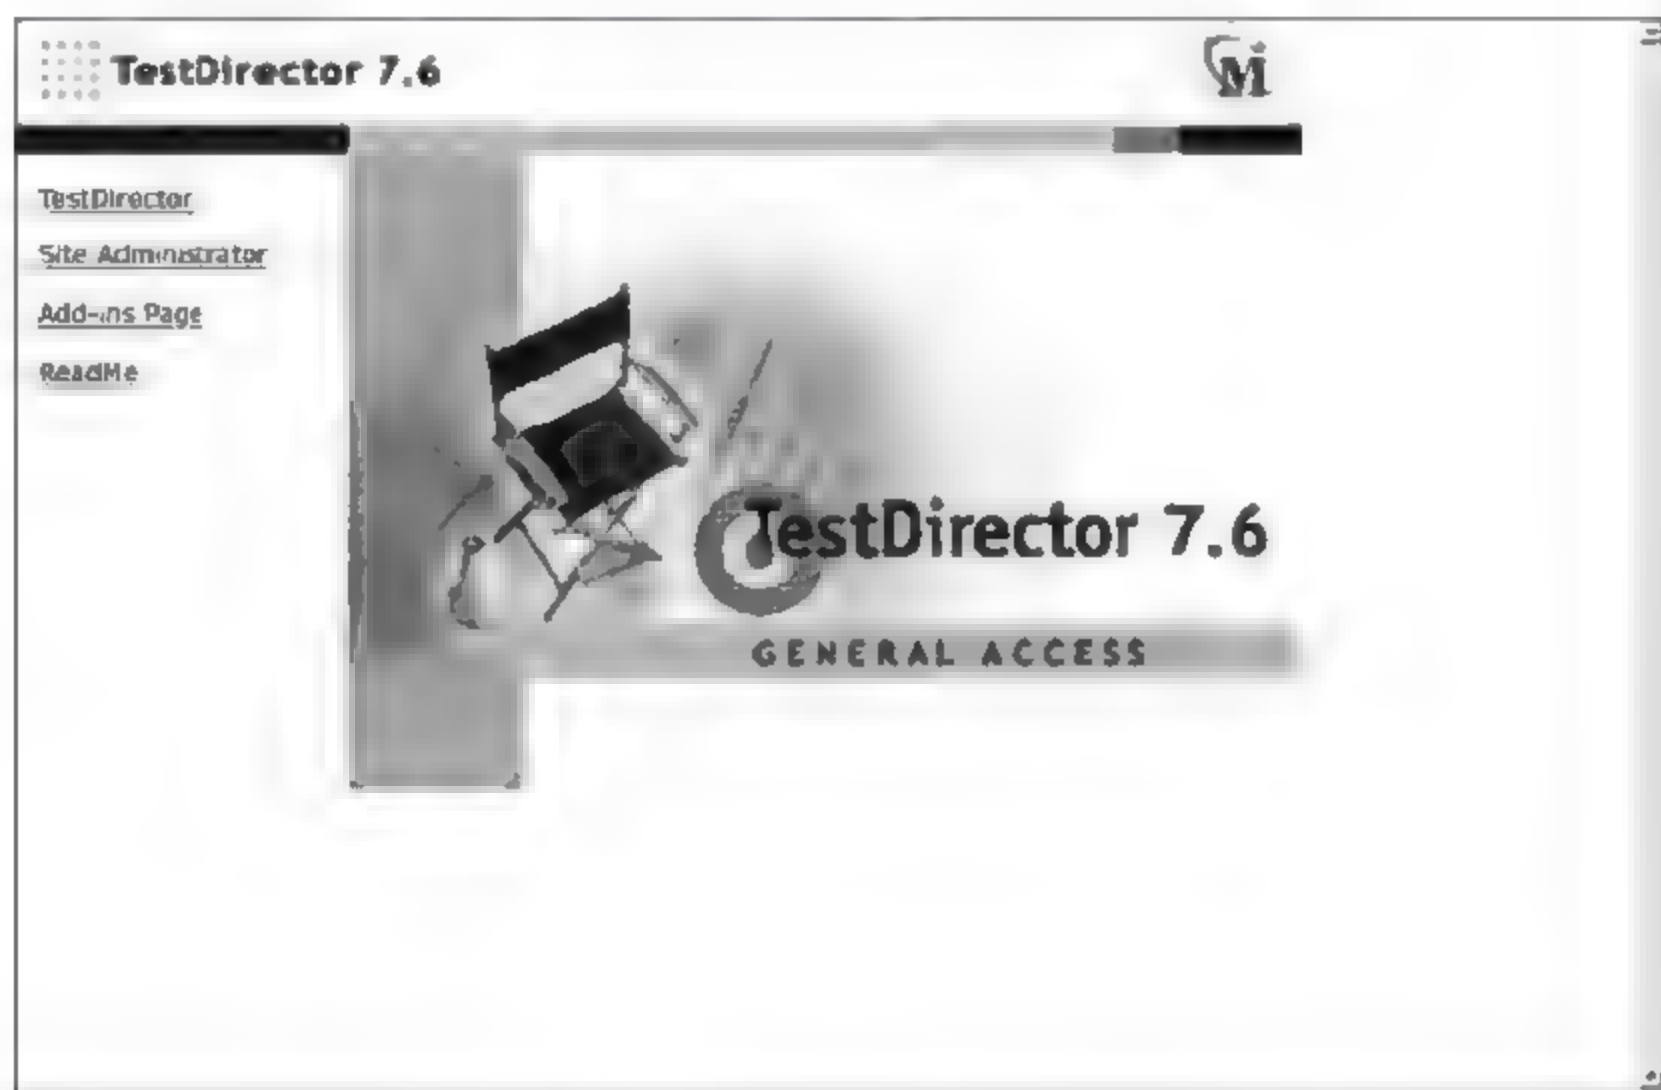 TestDirector 7.6
M
TestDirector
Site Administrator
Add-ins Page
ReadMe
TestDirector 7.6
GENERAL ACCESS